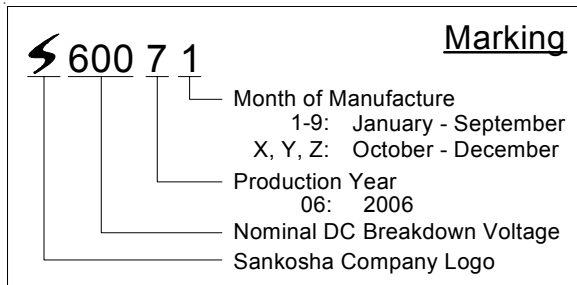 Marking
600 7 1
Month of Manufacture
1-9: January - September
X, Y, Z: October - December
Production Year
06: 2006
Nominal DC Breakdown Voltage
Sankosha Company Logo